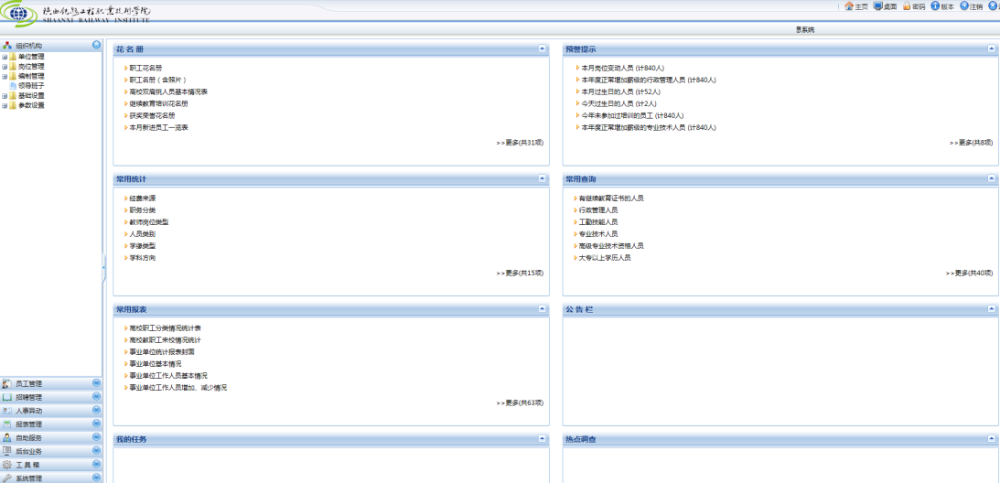 陕西铁路工程职业技术学院
SHAANXI RAILWAY INSTITUTE
主页 桌面 密码 版本 注销
息系统
组织机构
单位管理
岗位管理
编制管理
领导班子
基础设置
参数设置
员工管理
招聘管理
人事异动
报表管理
自助服务
后台业务
工具箱
系统管理
花名册
职工花名册
职工名册（含照片）
高校双肩挑人员基本情况表
继续教育培训花名册
获奖荣誉花名册
本月新进员工一览表
>>更多(共31项)
预警提示
本月岗位变动人员 (计840人)
本年度正常增加薪级的行政管理人员 (计840人)
本月过生日的人员 (计52人)
今天过生日的人员 (计2人)
今年未参加过培训的员工 (计840人)
本年度正常增加薪级的专业技术人员 (计840人)
>>更多(共8项)
常用统计
经费来源
职务分类
教师岗位类型
人员类别
学缘类型
学科方向
>>更多(共15项)
常用查询
有继续教育证书的人员
行政管理人员
工勤技能人员
专业技术人员
高级专业技术资格人员
大专以上学历人员
>>更多(共40项)
常用报表
高校职工分类情况统计表
高校教职工来校情况统计
事业单位统计报表封面
事业单位基本情况
事业单位工作人员基本情况
事业单位工作人员增加、减少情况
>>更多(共63项)
公告栏
我的任务
热点调查